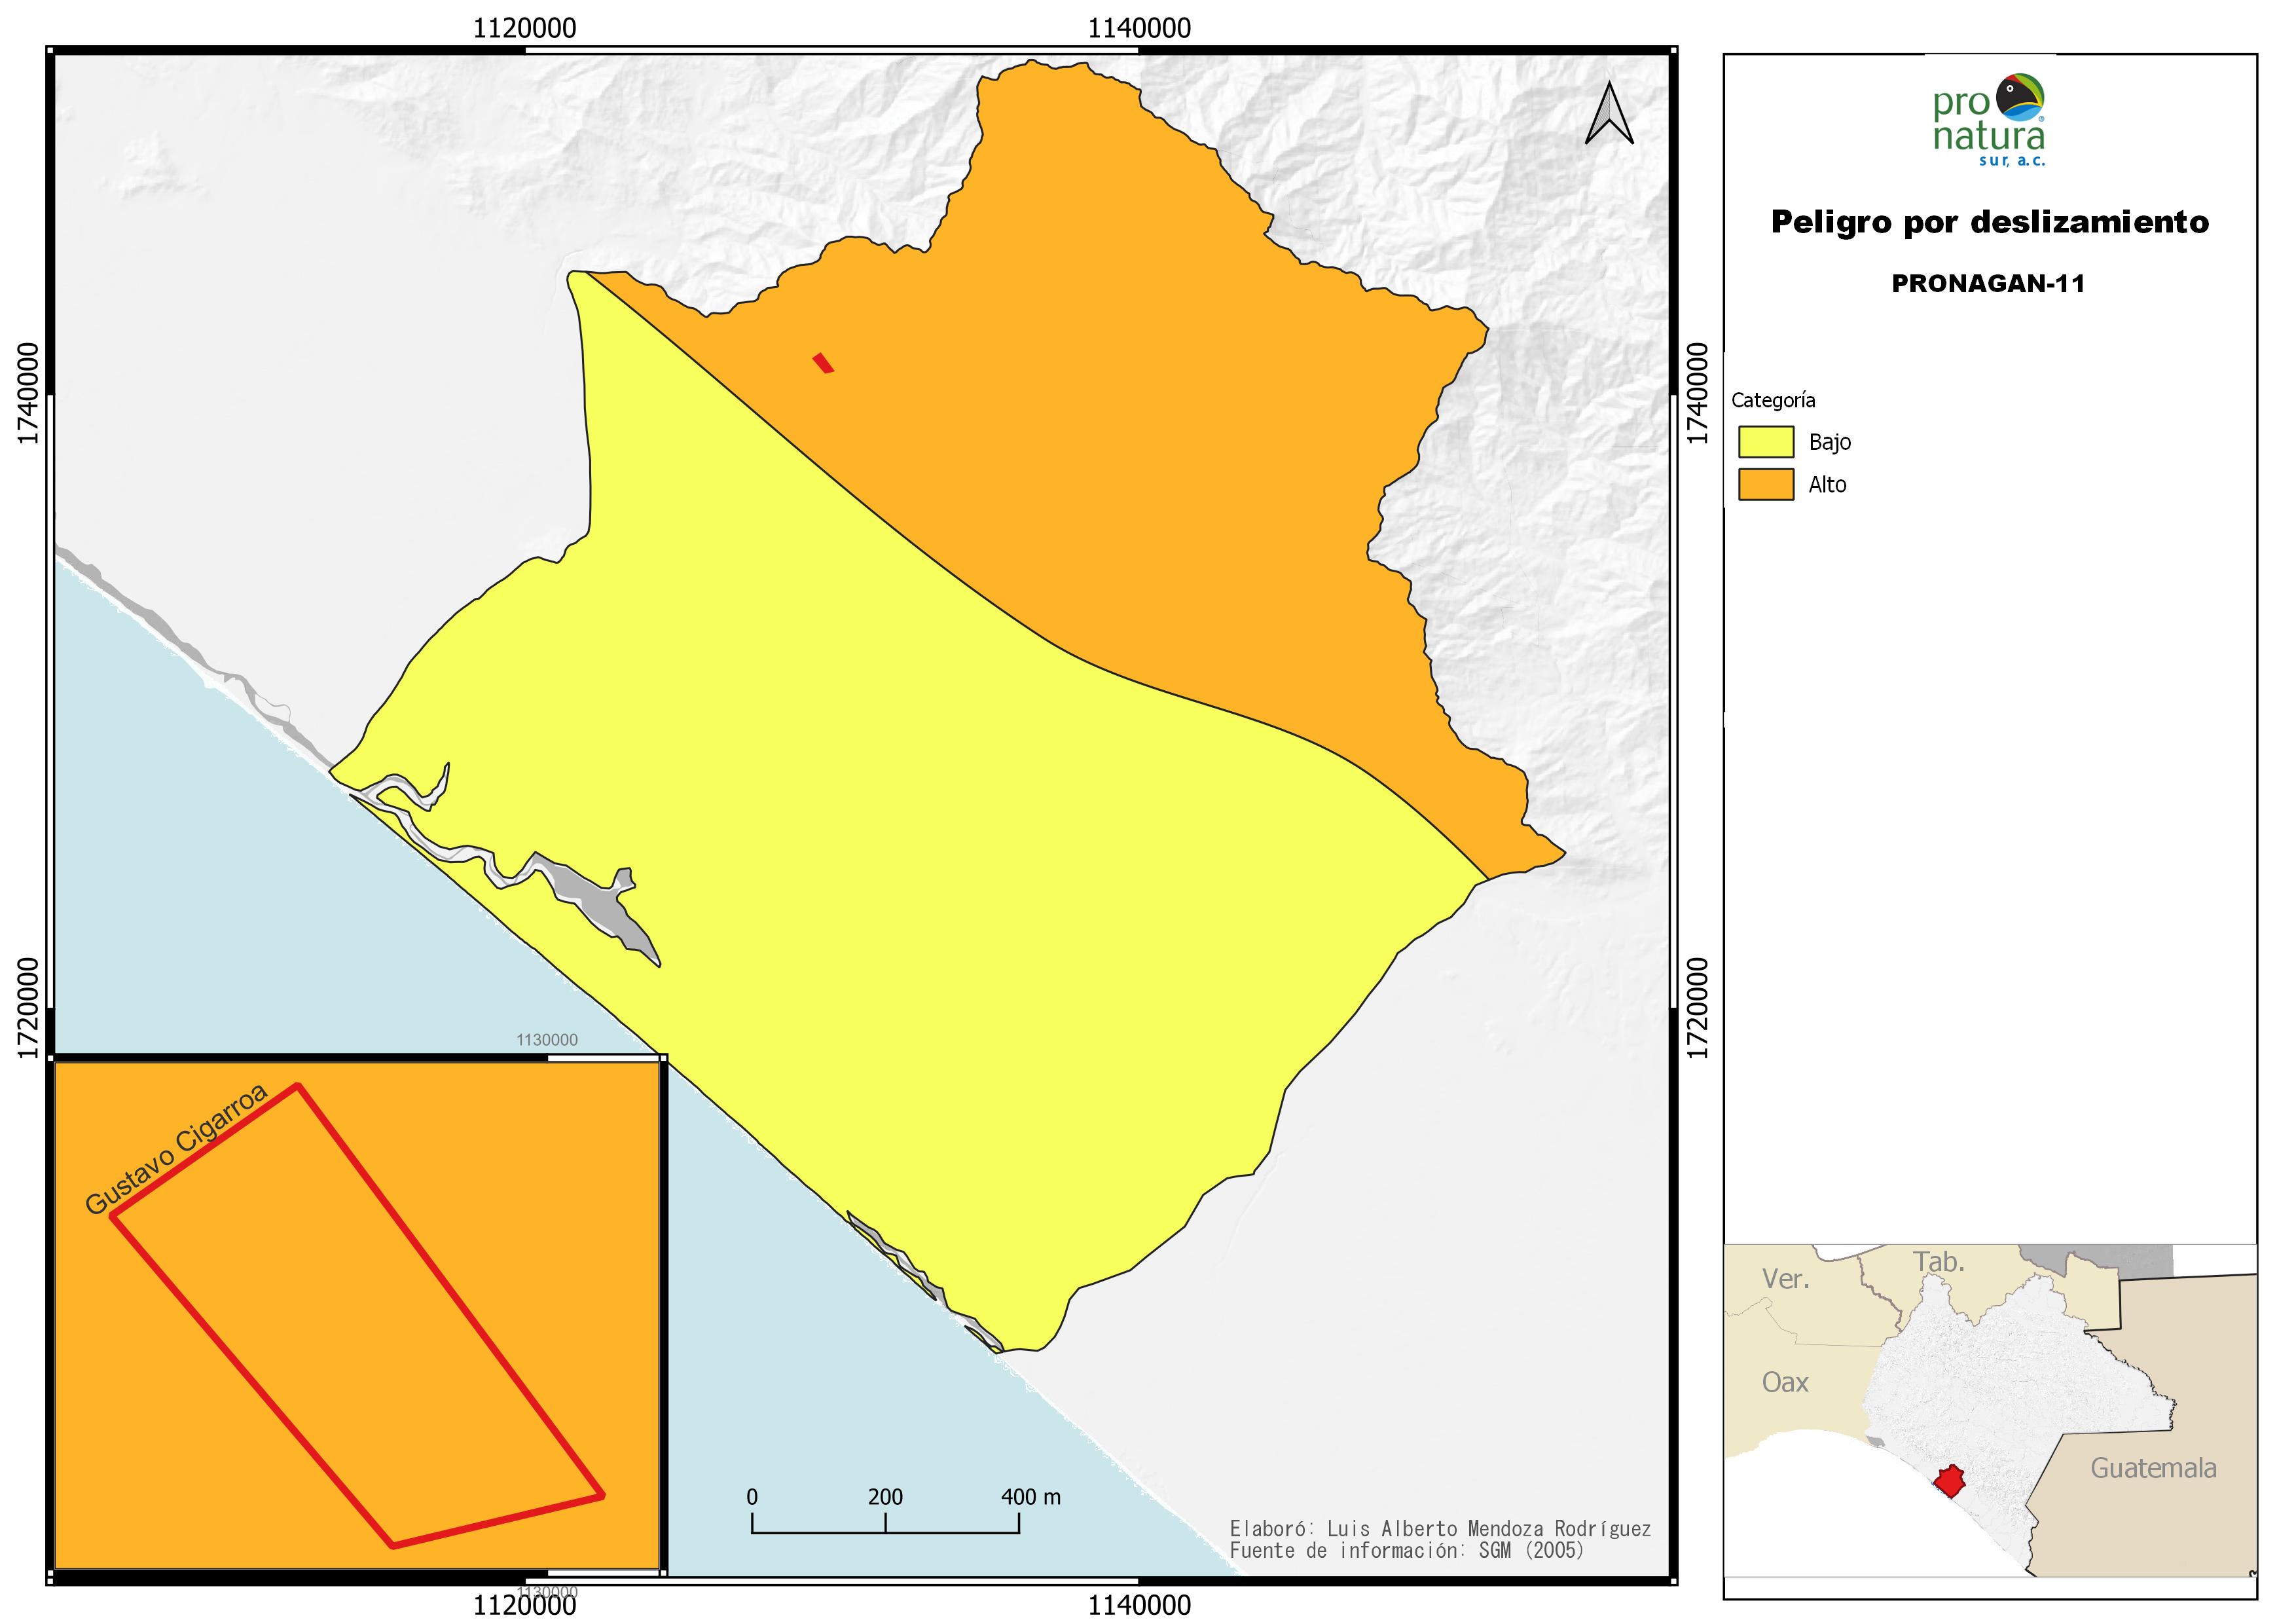 1120000
1140000
pro
natura
sur, a.c.
®
Peligro por deslizamiento
PRONAGAN-11
1740000
1740000
Categoría
Bajo
Alto
1720000
1720000
1130000
Gustavo Cigarroa
0
200
400 m
Elaboró: Luis Alberto Mendoza Rodríguez
Fuente de información: SGM (2005)
Ver.
Tab.
Oax
Guatemala
1130000
1120000
1140000